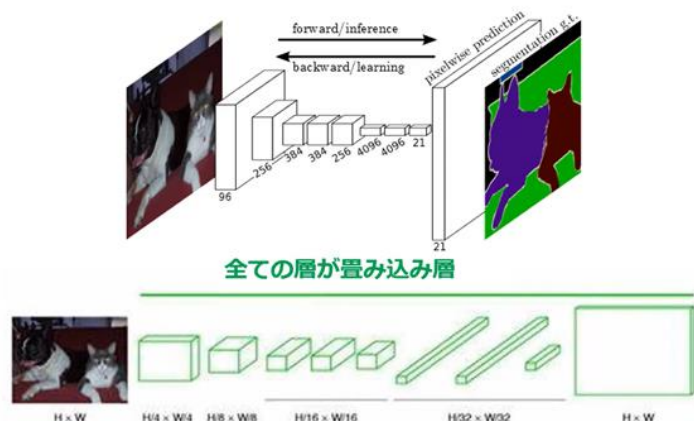 forward/inference
backward/learning
pixelwise prediction
segmentation g.t.
96
256
384
384
256
4096
4096
21
21
全ての層が畳み込み層
H × W
H/4 × W/4
H/8 × W/8
H/16 × W/16
H/32 × W/32
H × W